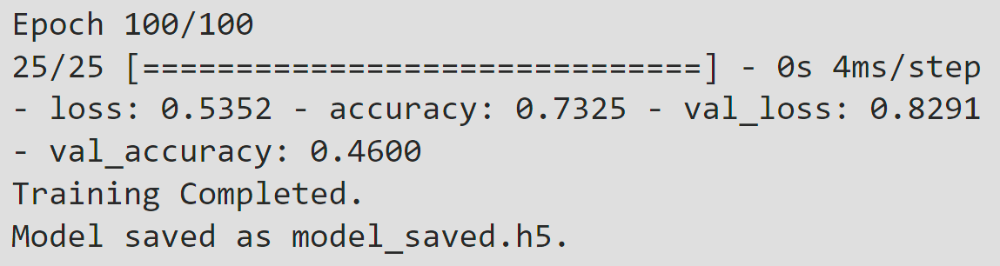 Epoch 100/100
25/25 [==============================] - 0s 4ms/step
- loss: 0.5352 - accuracy: 0.7325 - val_loss: 0.8291
- val_accuracy: 0.4600
Training Completed.
Model saved as model_saved.h5.